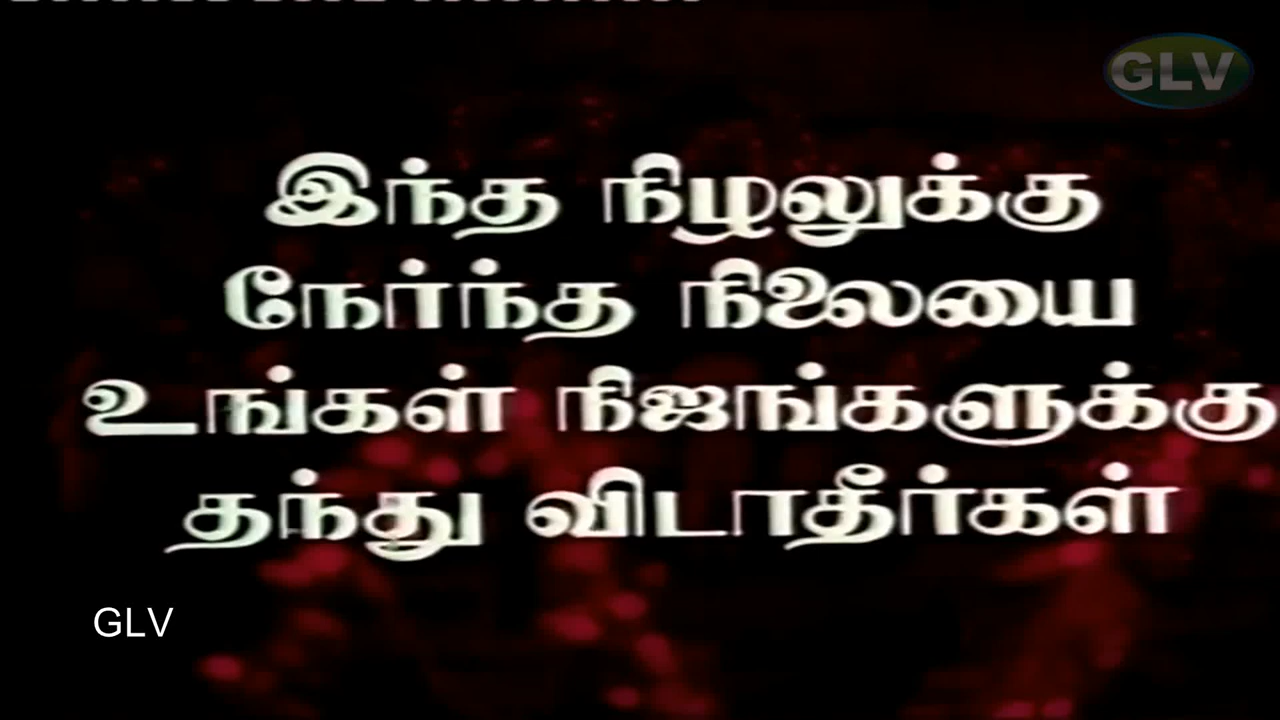 GLV
இந்த நிழலுக்கு
நேர்ந்த நிலையை
உங்கள் நிஜங்களுக்கு
தந்து விடாதீர்கள்
GLV